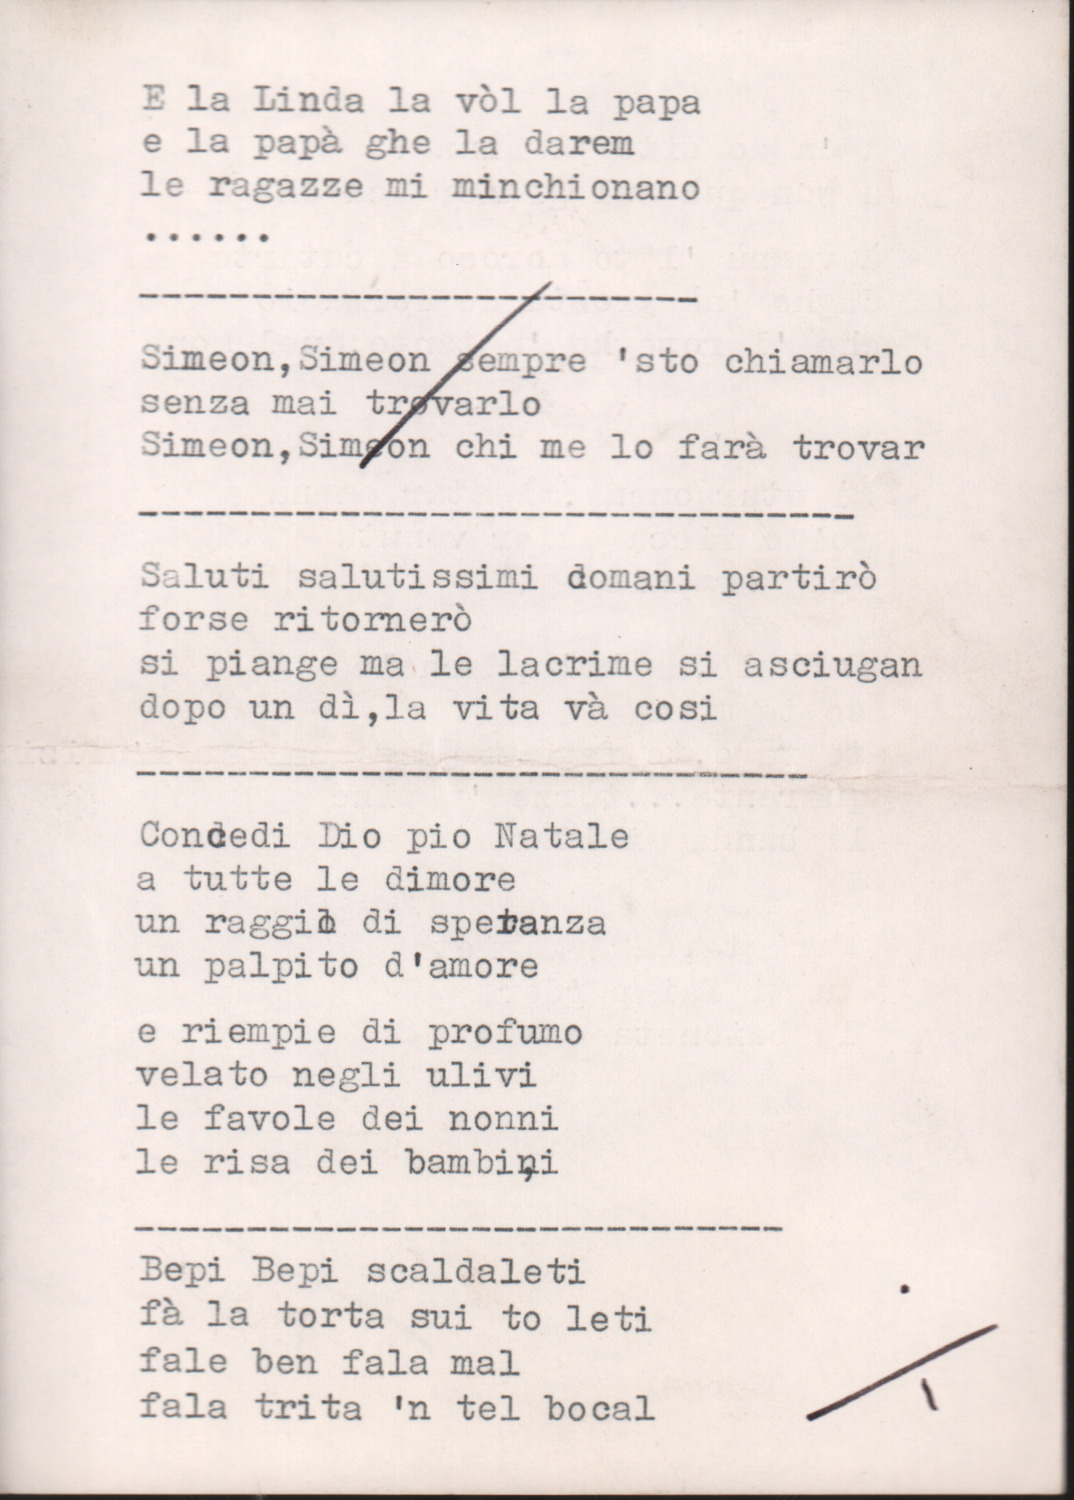 E la Linda la vòl la papa
e la papà ghe la darem
le ragazze mi minchionano
......
-------------------------
Simeon,Simeon sempre 'sto chiamarlo
senza mai trovarlo
Simeon,Simeon chi me lo farà trovar
--------------------------------
Saluti salutissimi domani partirò
forse ritornerò
si piange ma le lacrime si asciugan
dopo un dì,la vita và cosi
------------------------------
Concedi Dio pio Natale
a tutte le dimore
un raggio di speranza
un palpito d'amore
e riempie di profumo
velato negli ulivi
le favole dei nonni
le risa dei bambini
-----------------------------
Bepi Bepi scaldaleti
fà la torta sui to leti
fale ben fala mal
fala trita 'n tel bocal